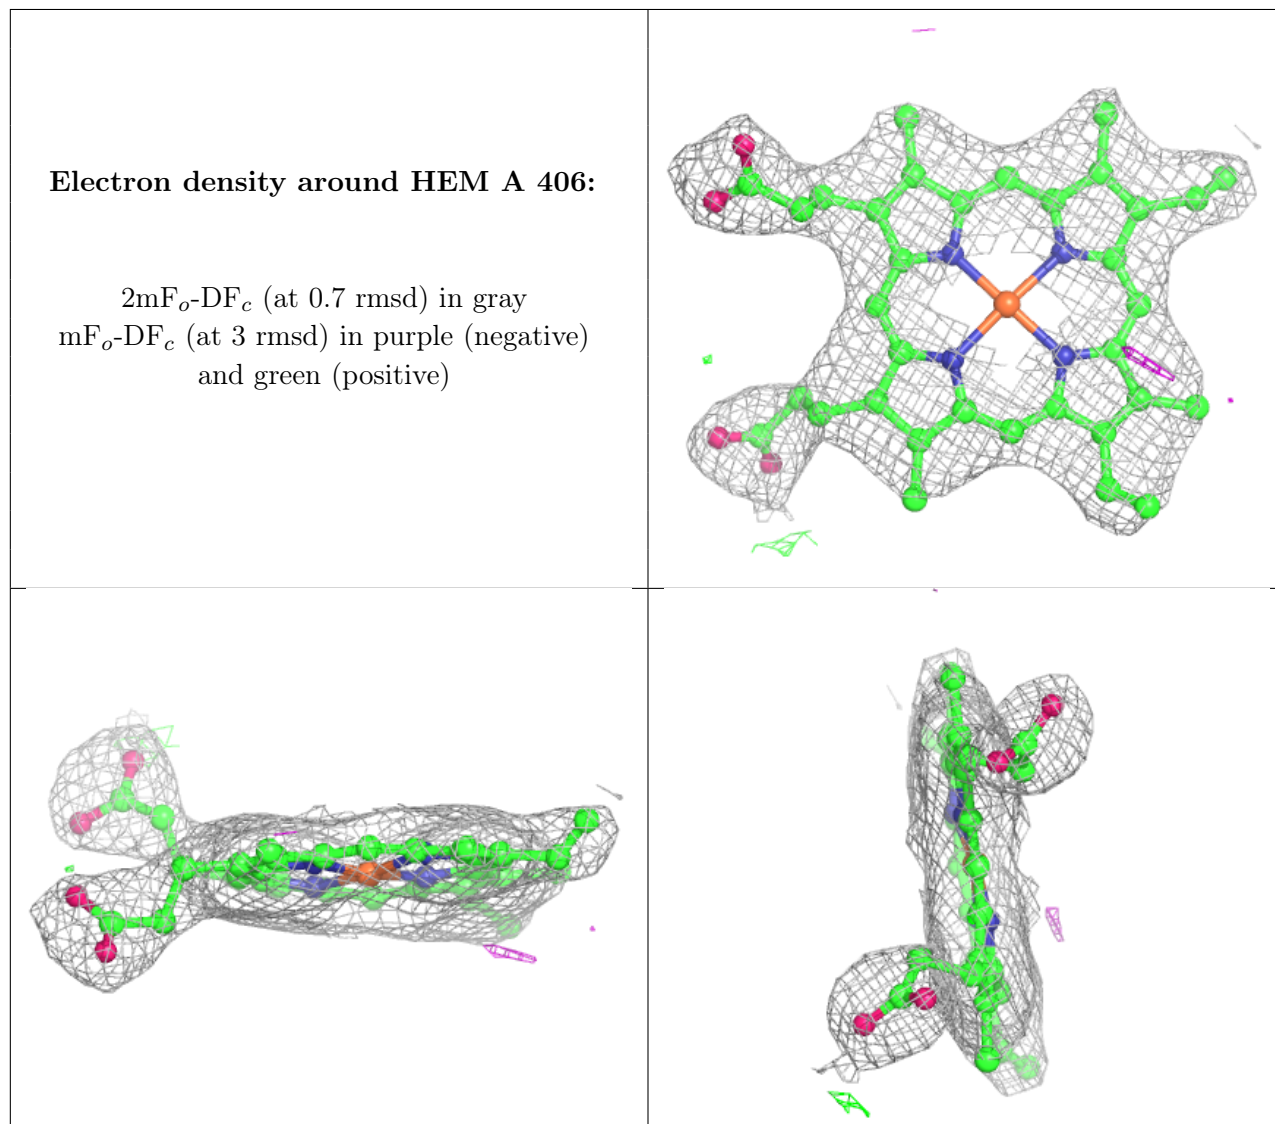 Electron density around HEM A 406:
2mFo-DFc (at 0.7 rmsd) in gray
mFo-DFc (at 3 rmsd) in purple (negative)
and green (positive)